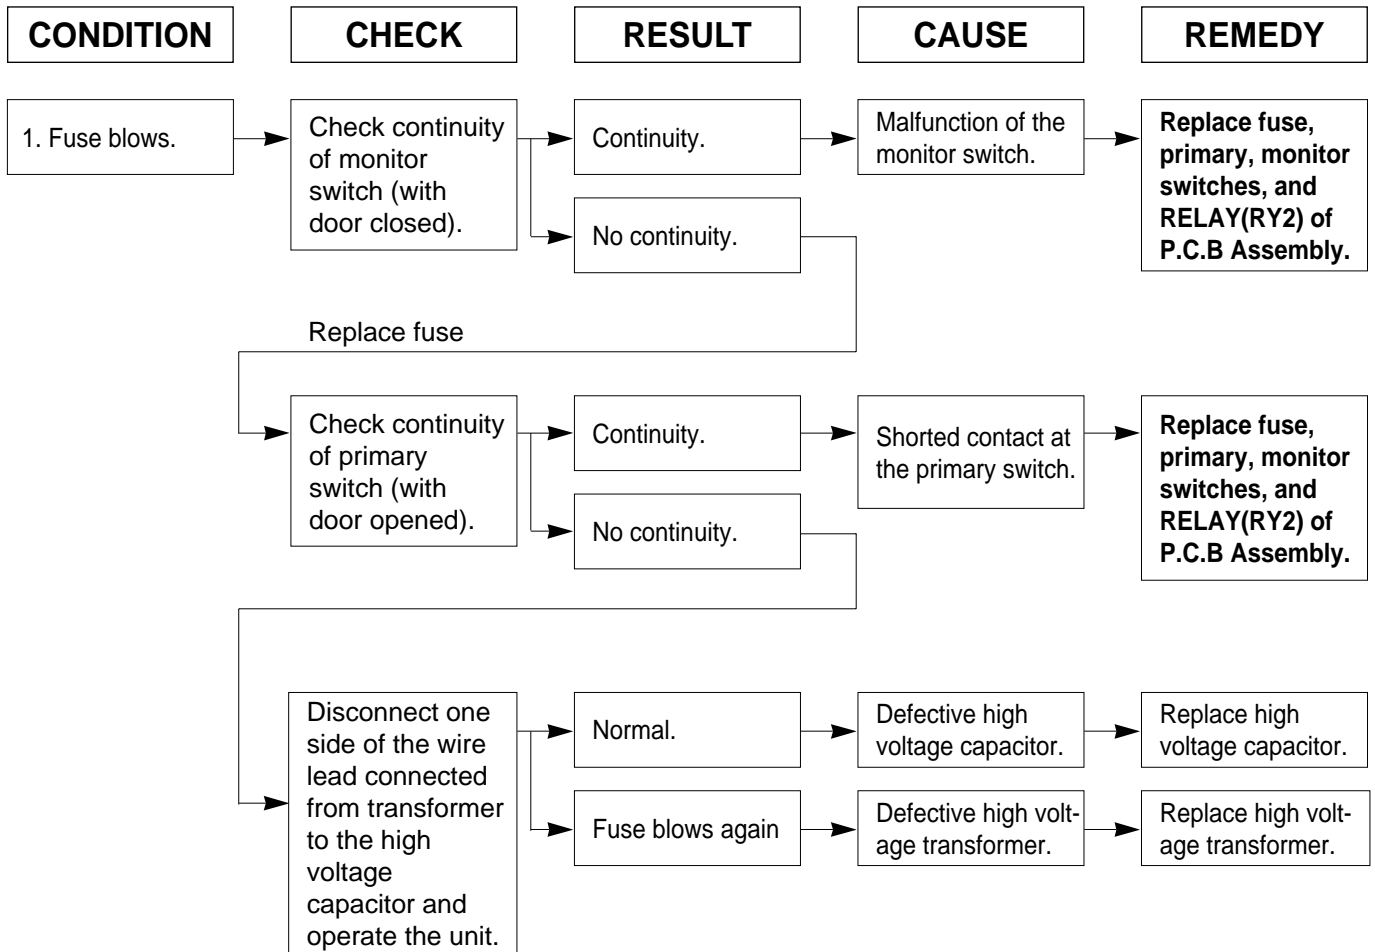 CONDITION
CHECK
RESULT
CAUSE
REMEDY
1. Fuse blows.
Check continuity
of monitor
switch (with
door closed).
Continuity.
Malfunction of the
monitor switch.
Replace fuse,
primary, monitor
switches, and
RELAY(RY2) of
P.C.B Assembly.
No continuity.
Replace fuse
Check continuity
of primary
switch (with
door opened).
Continuity.
Shorted contact at
the primary switch.
Replace fuse,
primary, monitor
switches, and
RELAY(RY2) of
P.C.B Assembly.
No continuity.
Disconnect one
side of the wire
lead connected
from transformer
to the high
voltage
capacitor and
operate the unit.
Normal.
Defective high
voltage capacitor.
Replace high
voltage capacitor.
Fuse blows again
Defective high volt-
age transformer.
Replace high volt-
age transformer.